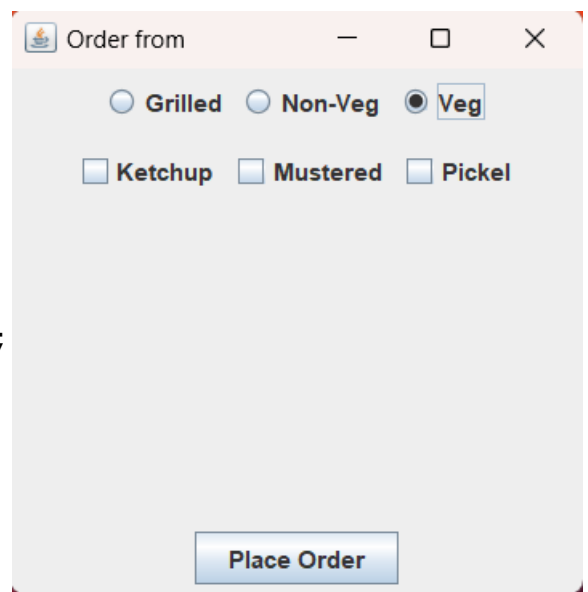 Order from
Grilled Non-Veg Veg
Ketchup Mustered Pickel
;
Place Order